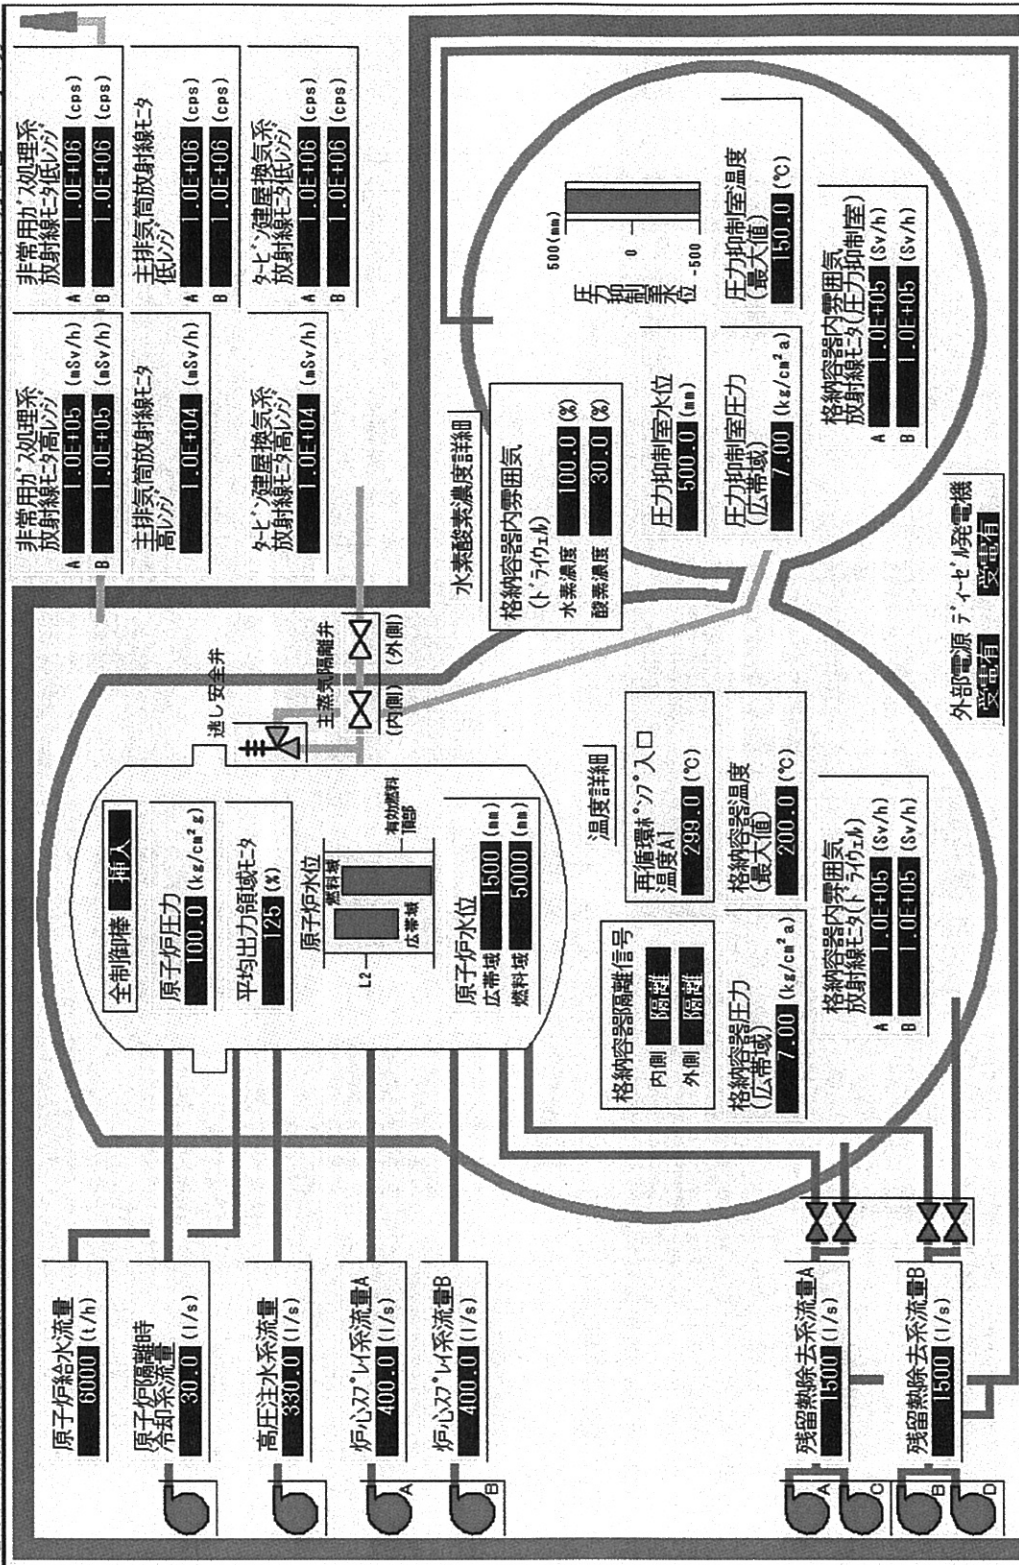 非常用ガス処理系
放射線モニタ高レンジ
A 1.0E+05 (mSv/h)
B 1.0E+05 (mSv/h)
非常用ガス処理系
放射線モニタ低レンジ
A 1.0E+06 (cps)
B 1.0E+06 (cps)
主排気筒放射線モニタ
高レンジ
1.0E+04 (mSv/h)
主排気筒放射線モニタ
低レンジ
A 1.0E+06 (cps)
B 1.0E+06 (cps)
タービン建屋換気系
放射線モニタ高レンジ
1.0E+04 (mSv/h)
タービン建屋換気系
放射線モニタ低レンジ
A 1.0E+06 (cps)
B 1.0E+06 (cps)
原子炉給水流量
6000 (t/h)
原子炉隔離時
冷却系流量
30.0 (l/s)
高圧注水系流量
330.0 (l/s)
炉心スプレイ系流量A
400.0 (l/s)
A
炉心スプレイ系流量B
400.0 (l/s)
B
残留熱除去系流量A
1500 (l/s)
A
C
残留熱除去系流量B
1500 (l/s)
B
D
全制御棒 挿入
原子炉圧力
100.0 (kg/cm²g)
平均出力領域モニタ
125 (%)
原子炉水位
燃料域
L2
広帯域
有効燃料
頂部
原子炉水位
広帯域 1500 (mm)
燃料域 5000 (mm)
逃し安全弁
主蒸気隔離弁
(内側) (外側)
水素酸素濃度詳細
格納容器内雰囲気
(ドライウェル)
水素濃度 100.0 (%)
酸素濃度 30.0 (%)
温度詳細
格納容器隔離信号
内側 隔離
外側 隔離
再循環ポンプ入口
温度A1
299.0 (℃)
格納容器圧力
(広帯域)
7.00 (kg/cm²a)
格納容器温度
(最大値)
200.0 (℃)
格納容器内雰囲気
放射線モニタ(ドライウェル)
A 1.0E+05 (Sv/h)
B 1.0E+05 (Sv/h)
圧力抑制室水位
500(mm)
0
-500
圧力抑制室水位
500.0 (mm)
圧力抑制室圧力
(広帯域)
7.00 (kg/cm²a)
圧力抑制室温度
(最大値)
150.0 (℃)
格納容器内雰囲気
放射線モニタ(圧力抑制室)
A 1.0E+05 (Sv/h)
B 1.0E+05 (Sv/h)
外部電源 ディーゼル発電機
受電有 受電有